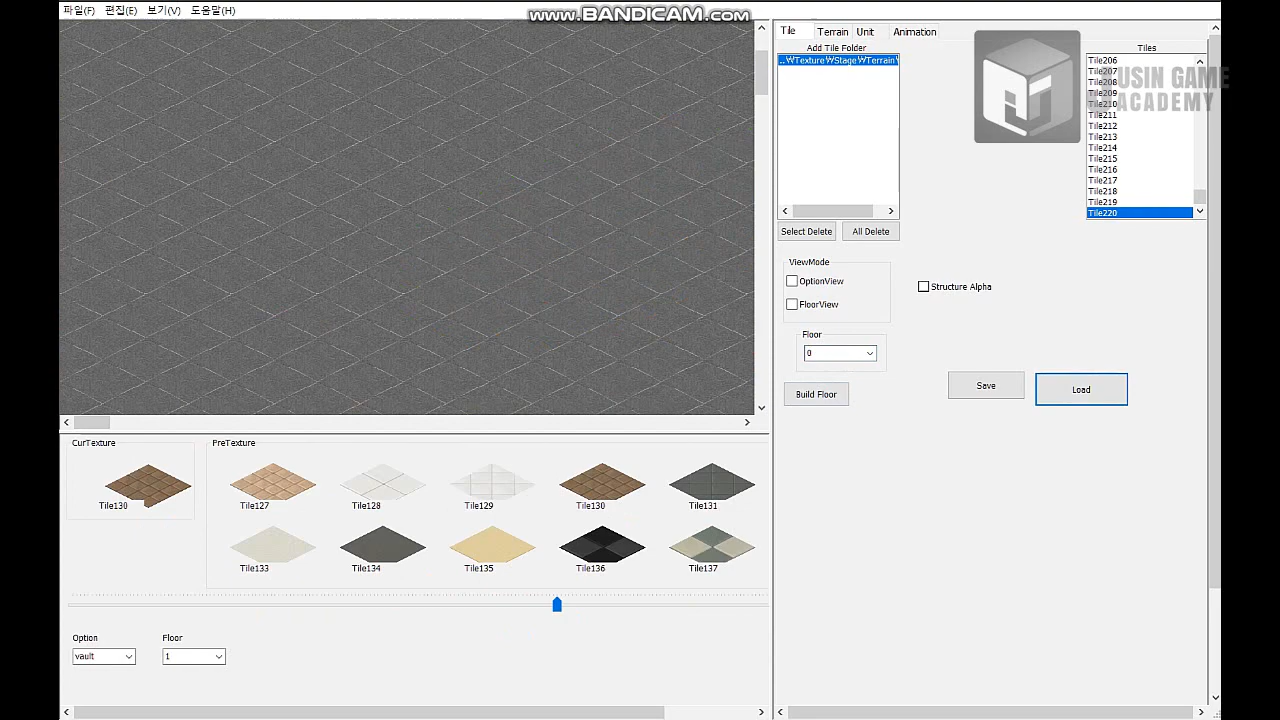 파일(F) 편집(E) 보기(V) 도움말(H)
www.BANDICAM.com
Tile Terrain Unit Animation
Add Tile Folder
..₩Texture₩Stage₩Terrain₩
Select Delete All Delete
ViewMode
OptionView
FloorView
Floor
0
Build Floor
Structure Alpha
Save Load
Tiles
Tile206
Tile207
Tile208
Tile209
Tile210
Tile211
Tile212
Tile213
Tile214
Tile215
Tile216
Tile217
Tile218
Tile219
Tile220
JUSIN GAME
ACADEMY
CurTexture
Tile130
PreTexture
Tile127 Tile128 Tile129 Tile130 Tile131
Tile133 Tile134 Tile135 Tile136 Tile137
Option Floor
vault 1